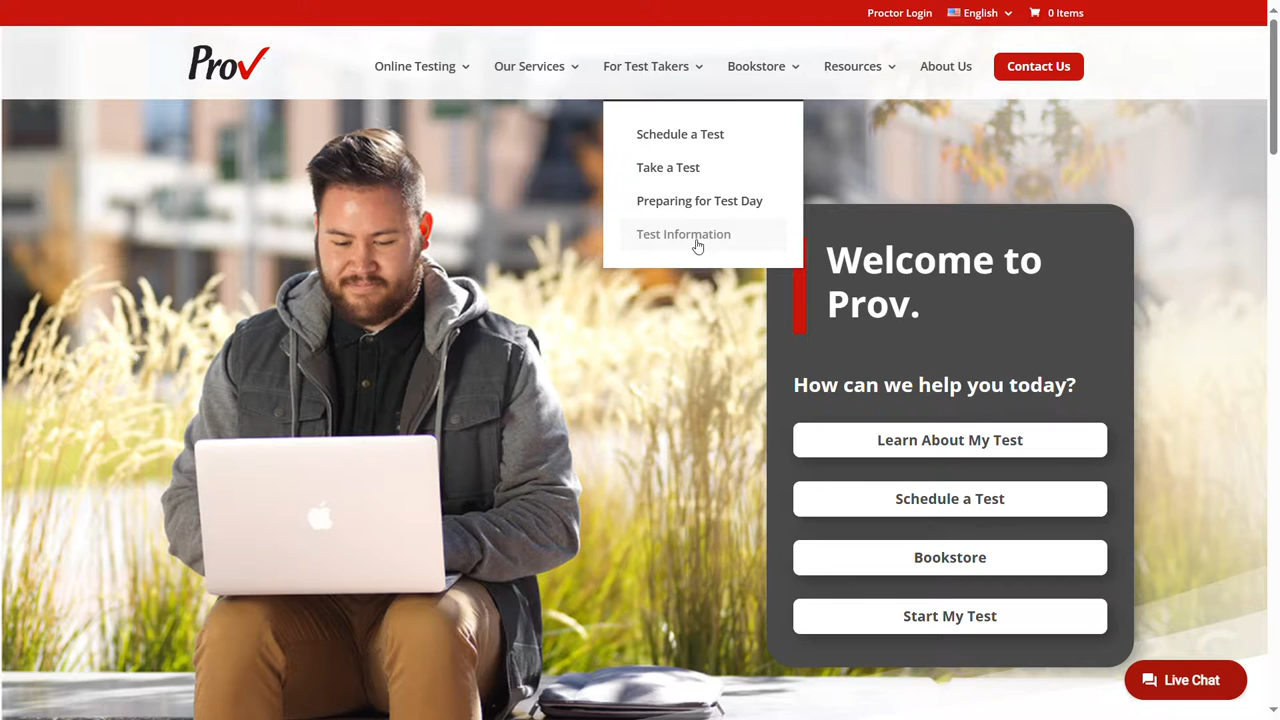 Proctor Login
English
0 Items
Prov
Online Testing
Our Services
For Test Takers
Bookstore
Resources
About Us
Contact Us
Schedule a Test
Take a Test
Preparing for Test Day
Test Information
Welcome to
Prov.
How can we help you today?
Learn About My Test
Schedule a Test
Bookstore
Start My Test
Live Chat